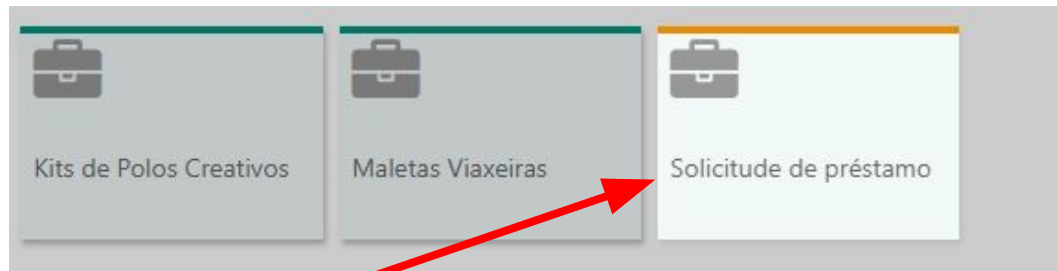 Kits de Polos Creativos
Maletas Viaxeiras
Solicitude de préstamo